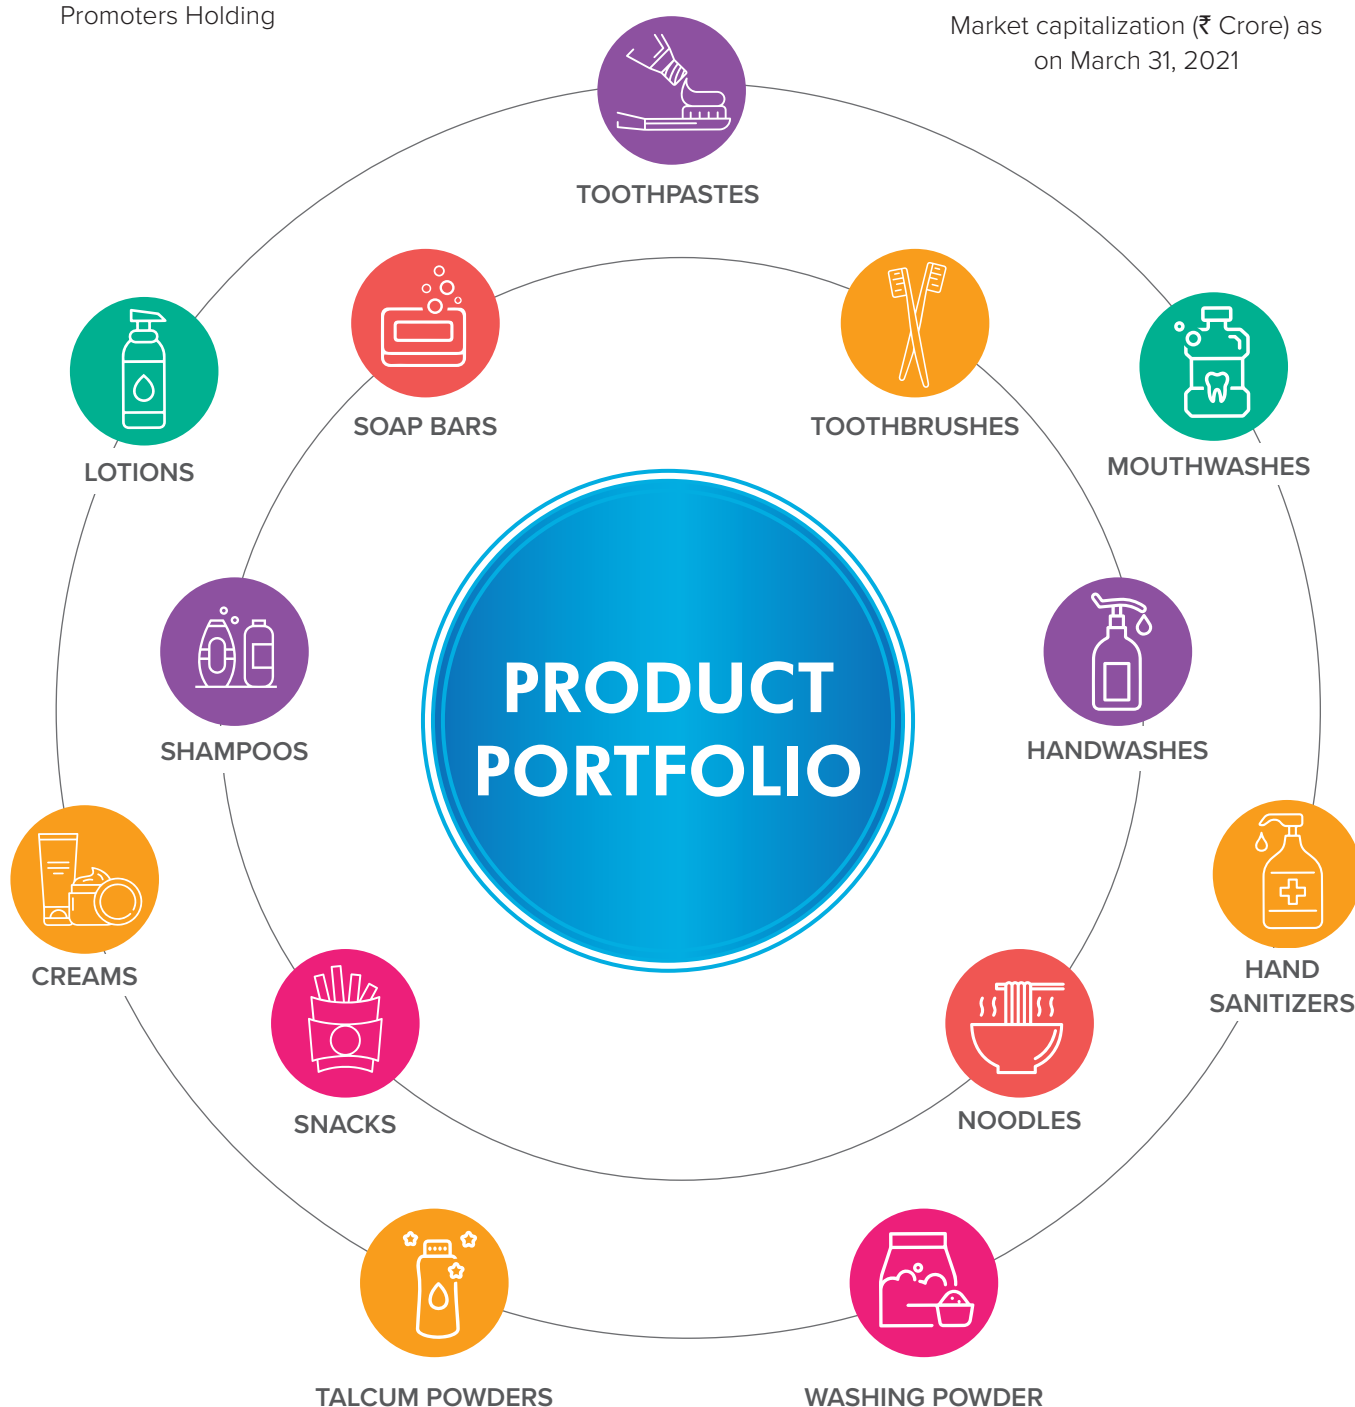 Promoters Holding
Market capitalization (₹ Crore) as
on March 31, 2021
TOOTHPASTES
SOAP BARS
TOOTHBRUSHES
LOTIONS
MOUTHWASHES
PRODUCT
PORTFOLIO
SHAMPOOS
HANDWASHES
CREAMS
HAND
SANITIZERS
SNACKS
NOODLES
TALCUM POWDERS
WASHING POWDER